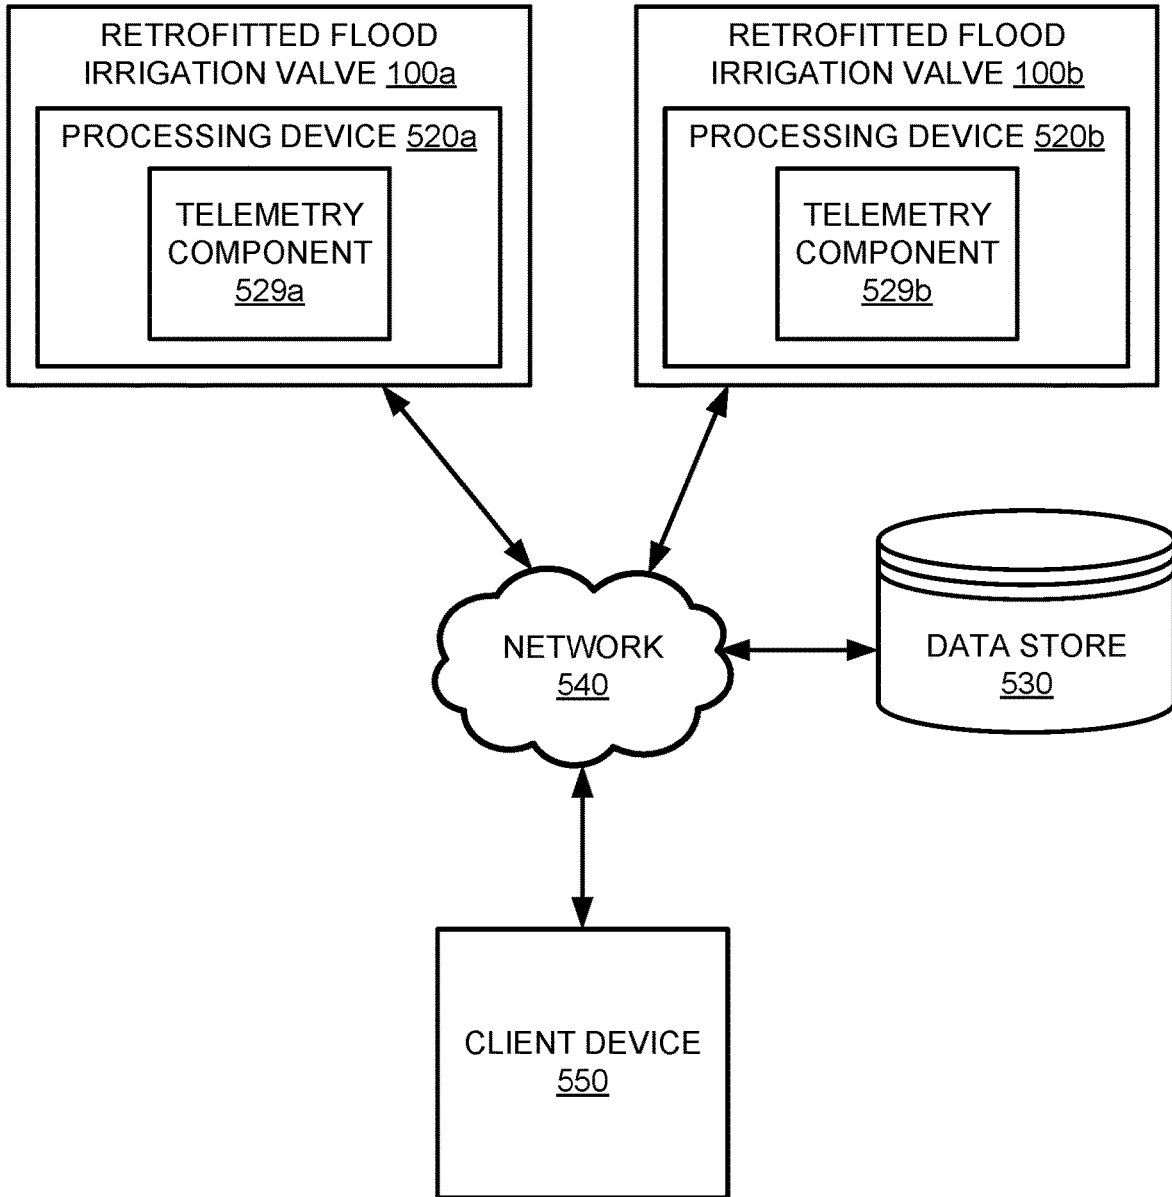 RETROFITTED FLOOD
IRRIGATION VALVE 100a
PROCESSING DEVICE 520a
TELEMETRY
COMPONENT
529a
RETROFITTED FLOOD
IRRIGATION VALVE 100b
PROCESSING DEVICE 520b
TELEMETRY
COMPONENT
529b
NETWORK
540
DATA STORE
530
CLIENT DEVICE
550